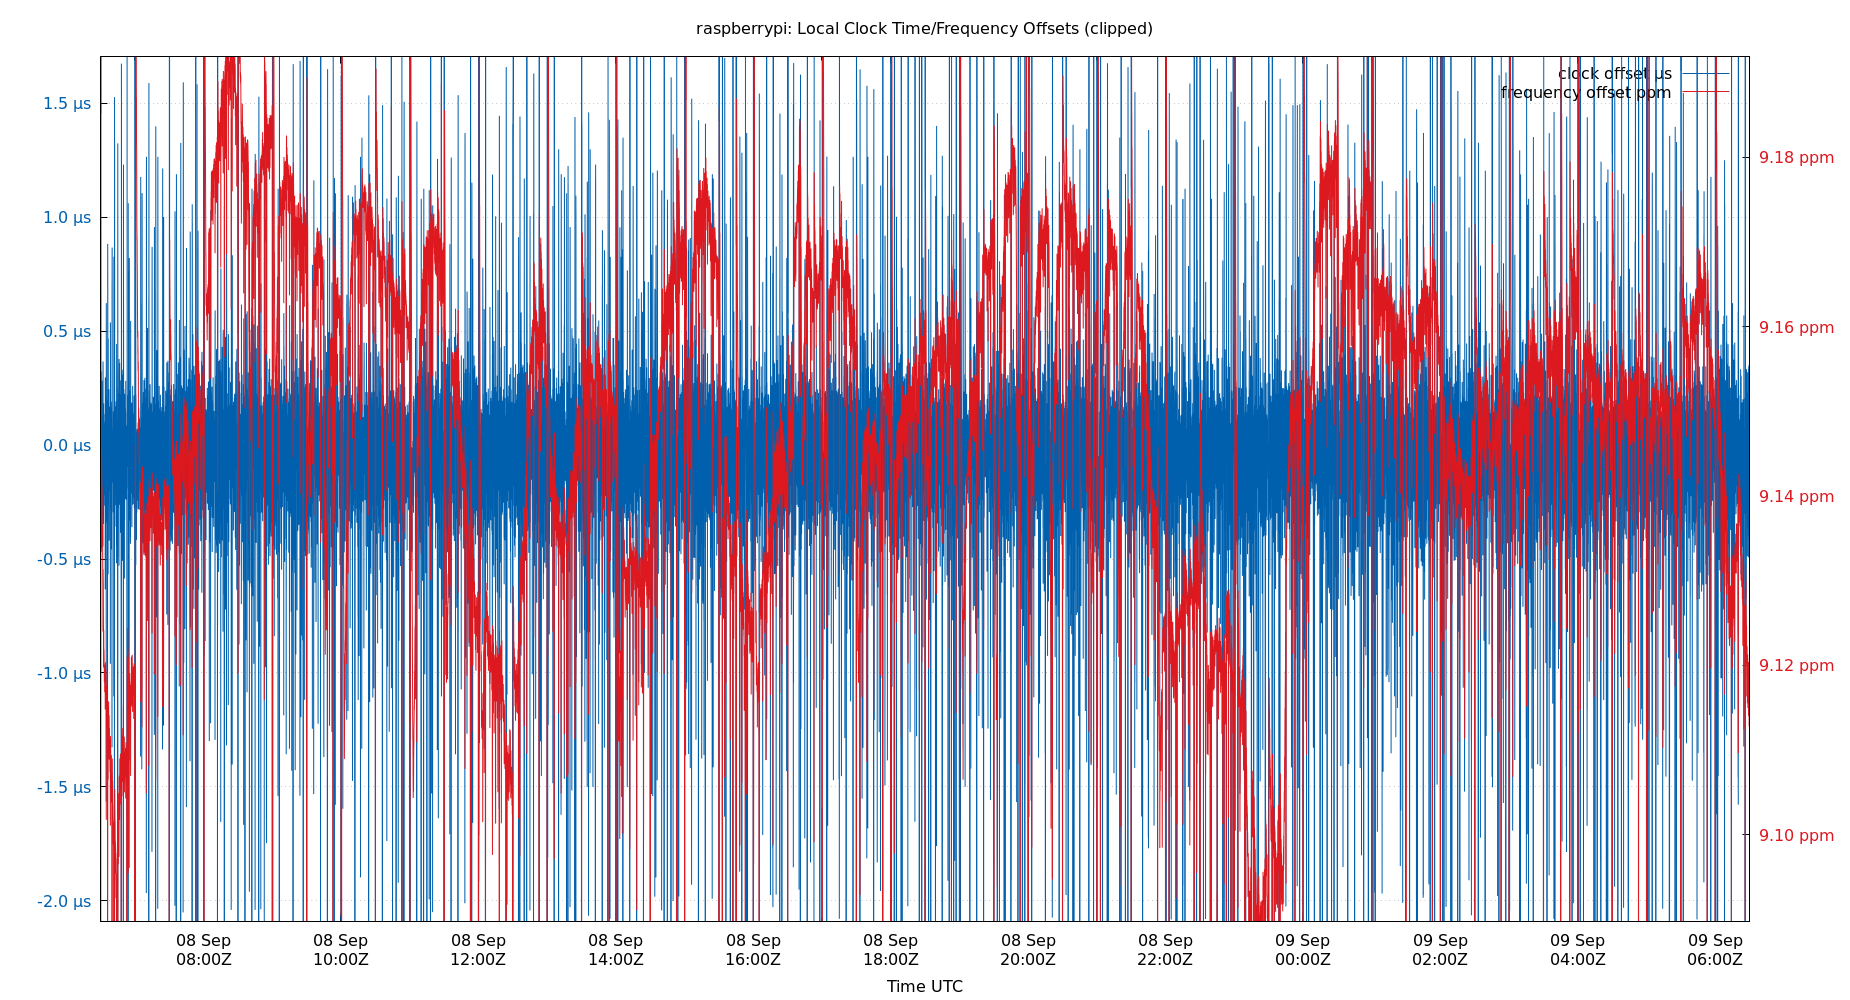 raspberrypi: Local Clock Time/Frequency Offsets (clipped)
clock offset µs
frequency offset ppm
1.5 µs
1.0 µs
0.5 µs
0.0 µs
-0.5 µs
-1.0 µs
-1.5 µs
-2.0 µs
9.18 ppm
9.16 ppm
9.14 ppm
9.12 ppm
9.10 ppm
08 Sep 08 Sep 08 Sep 08 Sep 08 Sep 08 Sep 08 Sep 08 Sep 09 Sep 09 Sep 09 Sep 09 Sep
08:00Z 10:00Z 12:00Z 14:00Z 16:00Z 18:00Z 20:00Z 22:00Z 00:00Z 02:00Z 04:00Z 06:00Z
Time UTC